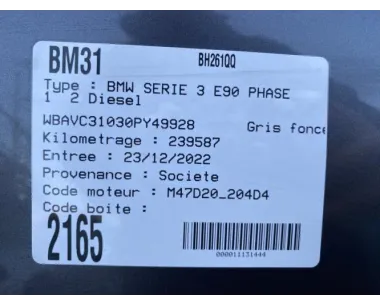 BM31
BH261QQ
Type : BMW SERIE 3 E90 PHASE
1 2 Diesel
WBAVC31030PY49928
Gris fonce
Kilometrage : 239587
Entree : 23/12/2022
Provenance : Societe
Code moteur : M47D20_204D4
Code boite :
2165
000011131444